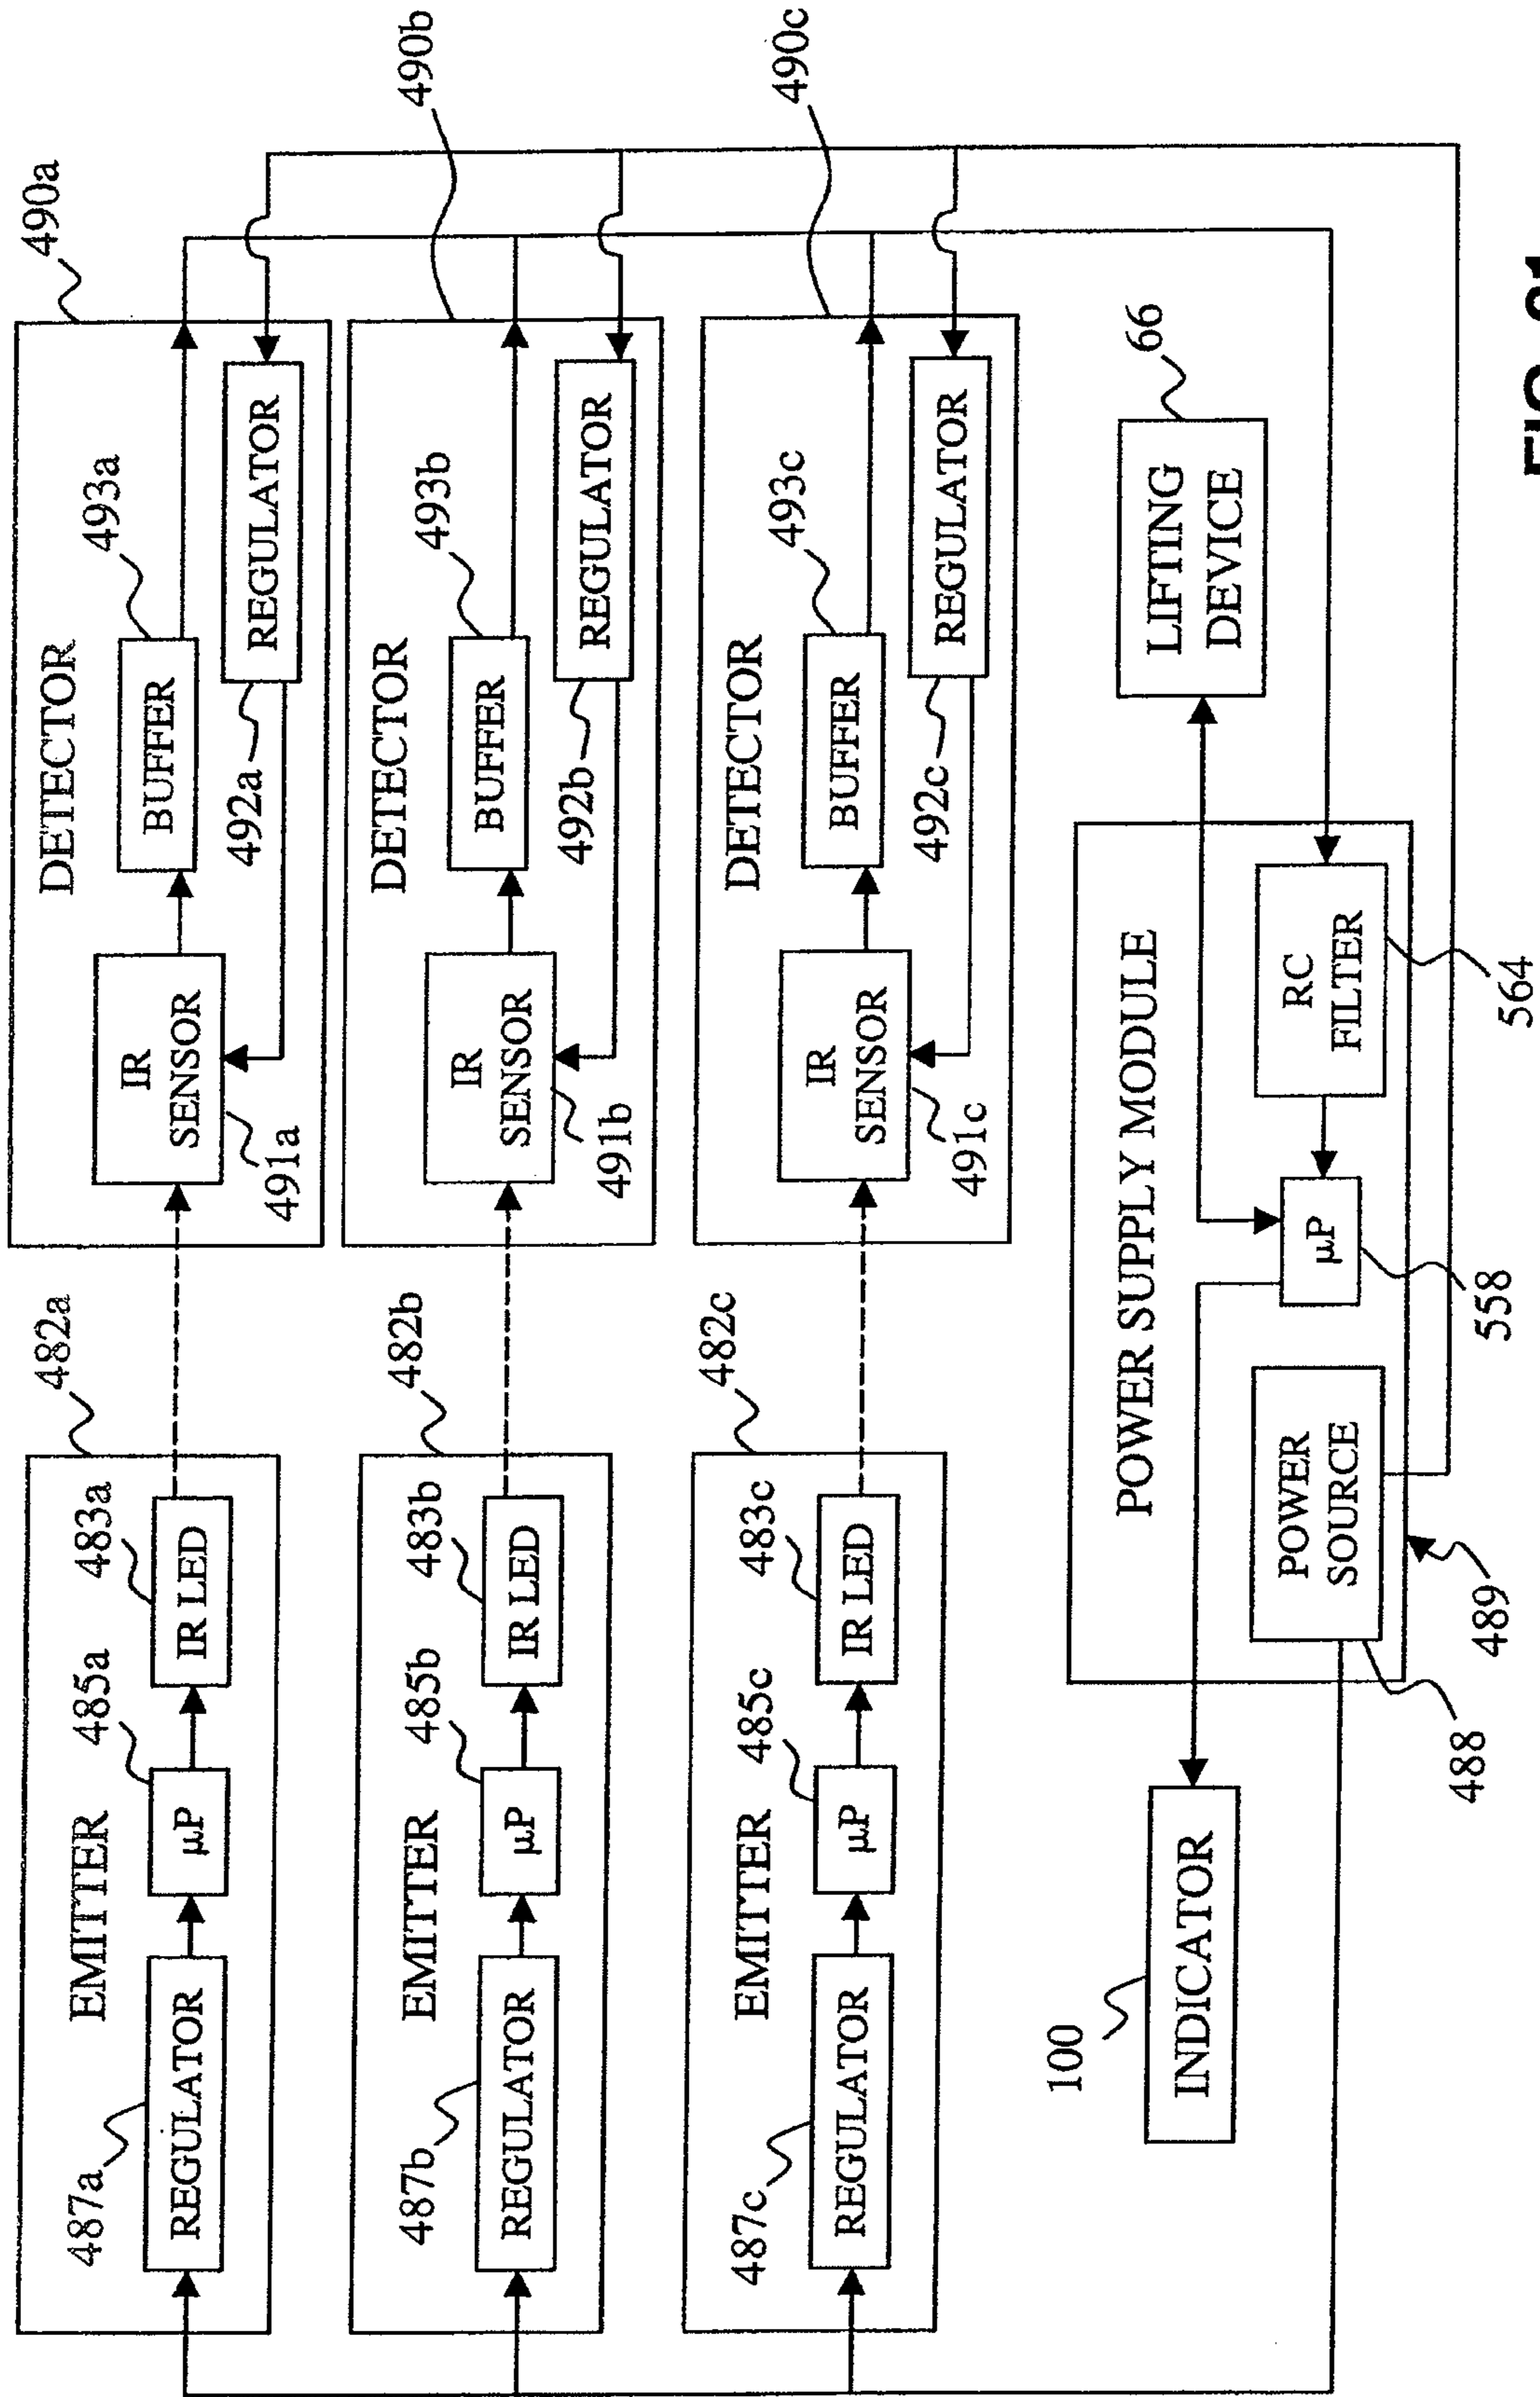 482a
EMITTER
487a
REGULATOR
485a
μP
483a
IR LED
490a
DETECTOR
IR
SENSOR
491a
493a
BUFFER
492a
REGULATOR
482b
EMITTER
487b
REGULATOR
485b
μP
483b
IR LED
490b
DETECTOR
IR
SENSOR
491b
493b
BUFFER
492b
REGULATOR
482c
EMITTER
487c
REGULATOR
485c
μP
483c
IR LED
490c
DETECTOR
IR
SENSOR
491c
493c
BUFFER
492c
REGULATOR
100
INDICATOR
POWER SUPPLY MODULE
POWER
SOURCE
488
489
μP
558
RC
FILTER
564
66
LIFTING
DEVICE
FIG.